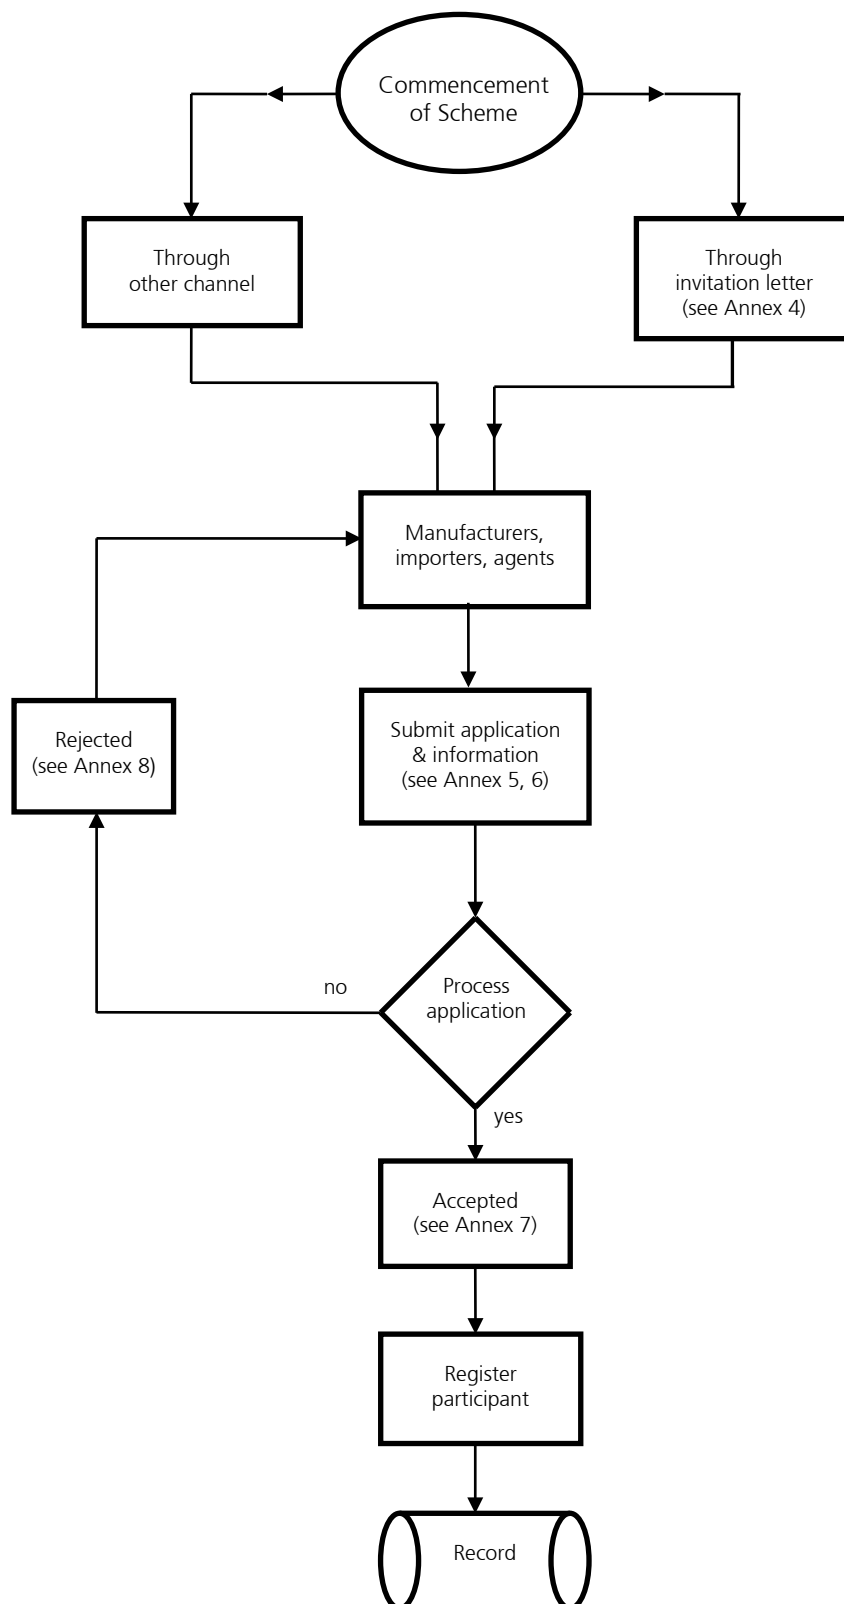 Commencement
of Scheme
Through
other channel
Through
invitation letter
(see Annex 4)
Manufacturers,
importers, agents
Rejected
(see Annex 8)
Submit application
& information
(see Annex 5, 6)
no
Process
application
yes
Accepted
(see Annex 7)
Register
participant
Record